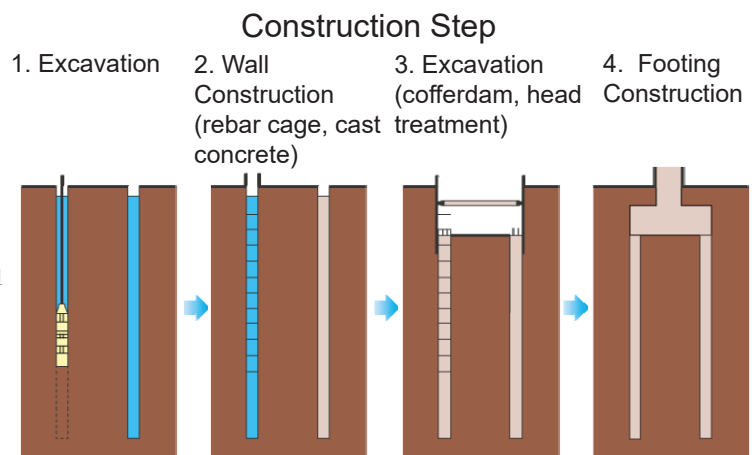 Construction Step
1. Excavation
2. Wall
Construction
(rebar cage, cast
concrete)
3. Excavation
(cofferdam, head
treatment)
4. Footing
Construction